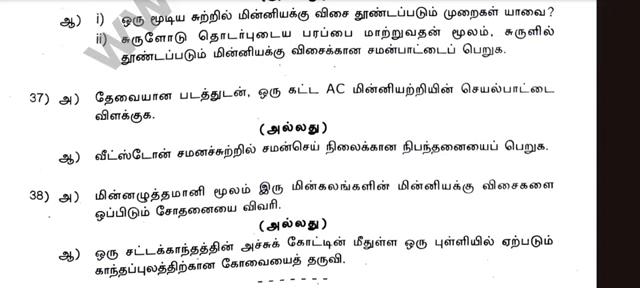 ஆ) i) ஒரு மூடிய சுற்றில் மின்னியக்கு விசை தூண்டப்படும் முறைகள் யாவை?
ii) சுருளோடு தொடர்புடைய பரப்பை மாற்றுவதன் மூலம், சுருளில்
தூண்டப்படும் மின்னியக்கு விசைக்கான சமன்பாட்டைப் பெறுக.
37) அ) தேவையான படத்துடன், ஒரு கட்ட AC மின்னியற்றியின் செயல்பாட்டை
விளக்குக.
(அல்லது)
ஆ) வீட்ஸ்டோன் சமனச்சுற்றில் சமன்செய் நிலைக்கான நிபந்தனையைப் பெறுக.
38) அ) மின்னழுத்தமானி மூலம் இரு மின்கலங்களின் மின்னியக்கு விசைகளை
ஒப்பிடும் சோதனையை விவரி.
(அல்லது)
ஆ) ஒரு சட்டக்காந்தத்தின் அச்சுக் கோட்டின் மீதுள்ள ஒரு புள்ளியில் ஏற்படும்
காந்தப்புலத்திற்கான கோவையைத் தருவி.
-------